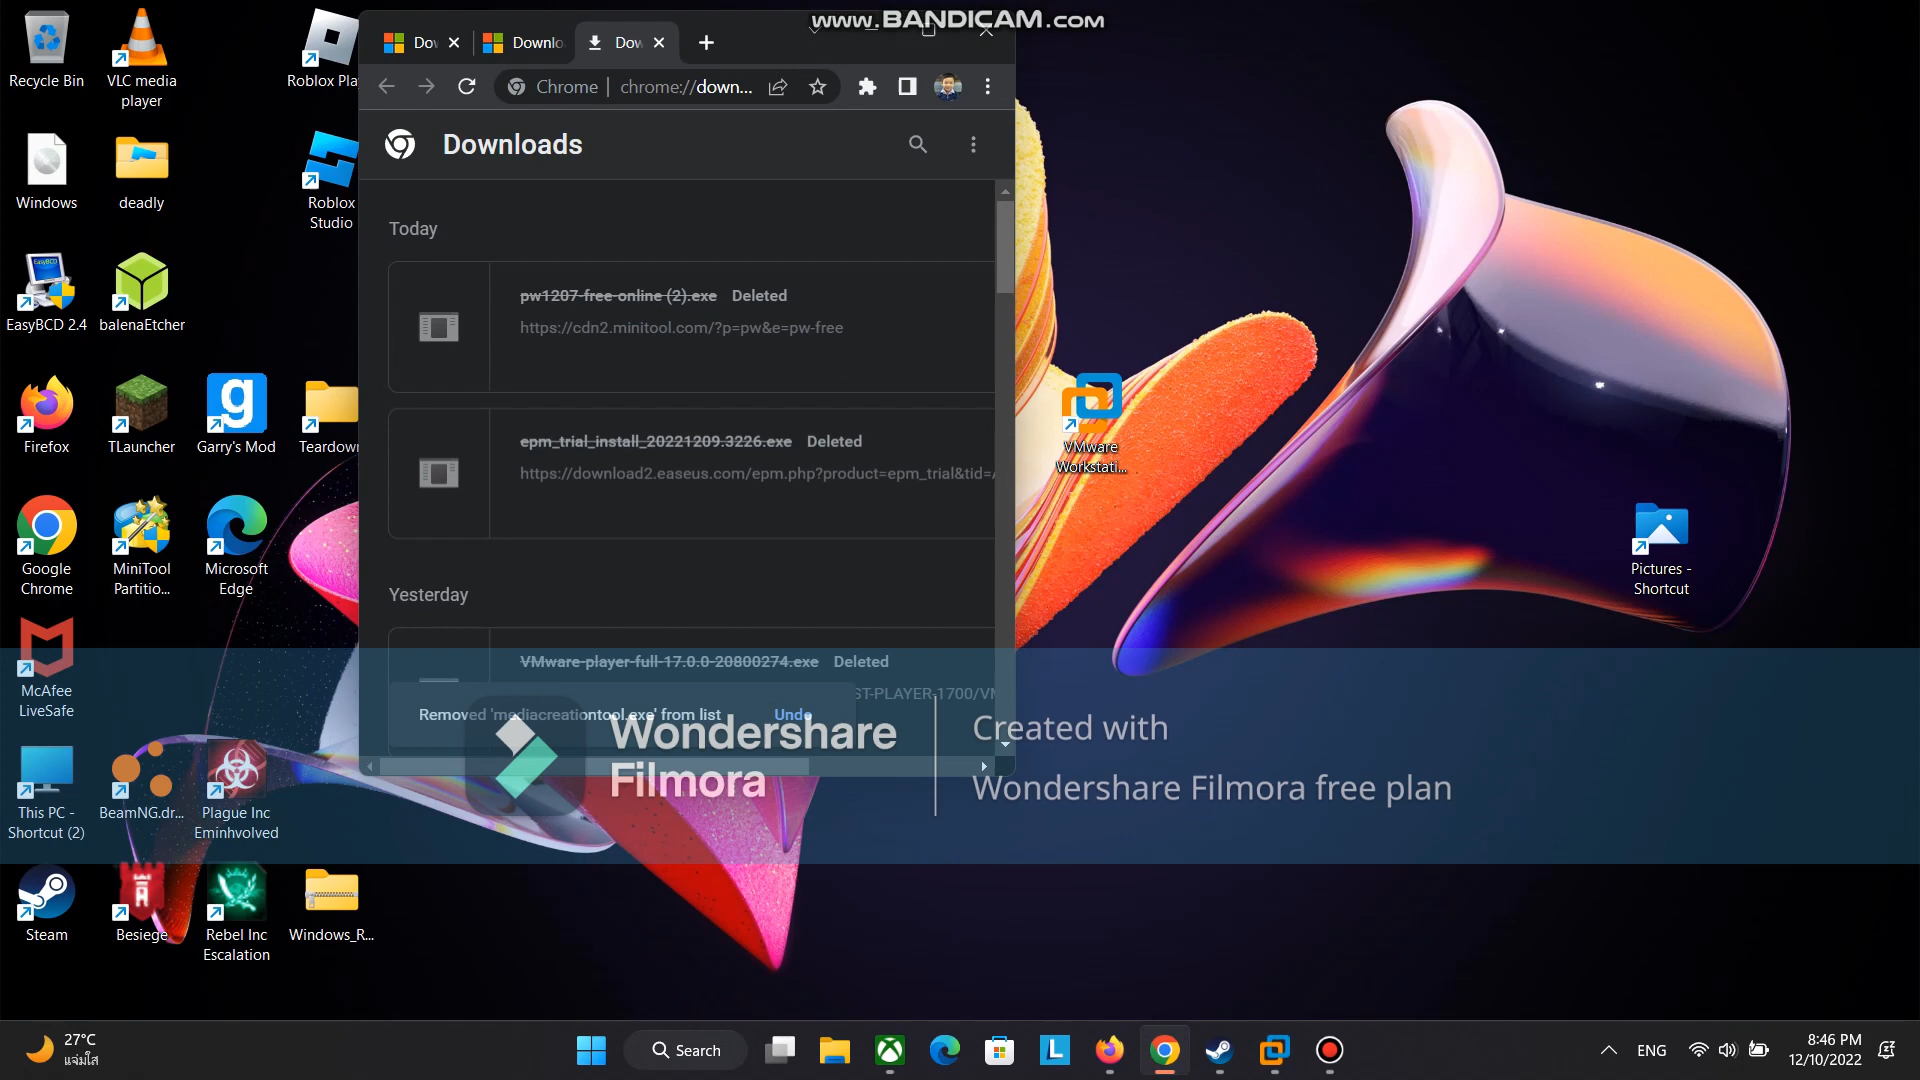 www.BANDICAM.com
Recycle Bin
VLC media
player
Roblox Pla
Dov
Downlo
Dow
Chrome
chrome://down...
Downloads
Windows
deadly
Roblox
Studio
Today
pw1207-free-online (2).exe Deleted
https://cdn2.minitool.com/?p=pw&e=pw-free
EasyBCD
EasyBCD 2.4
balenaEtcher
epm_trial_install_20221209.3226.exe Deleted
https://download2.easeus.com/epm.php?product=epm_trial&tid=
Firefox
TLauncher
Garry's Mod
Teardown
VMware
Workstati...
Google
Chrome
MiniTool
Partitio...
Microsoft
Edge
Pictures -
Shortcut
Yesterday
VMware-player-full-17.0.0-20800274.exe Deleted
ST-PLAYER-1700/VM
Removed 'mediacreationtool.exe' from list
Undo
McAfee
LiveSafe
Wondershare
Filmora
Created with
Wondershare Filmora free plan
This PC -
Shortcut (2)
BeamNG.dr...
Plague Inc
Eminhvolved
Steam
Besiege
Rebel Inc
Escalation
Windows_R...
27°C
แจ่มใส
Search
L
ENG
8:46 PM
12/10/2022